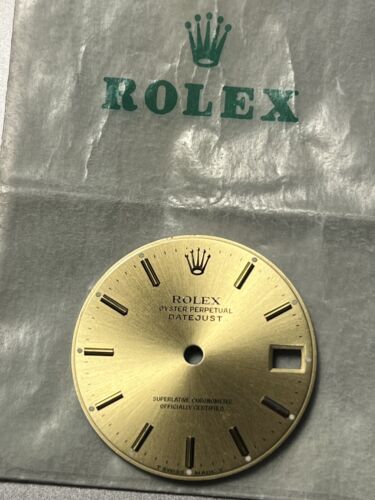 ROLEX
ROLEX
OYSTER PERPETUAL
DATEJUST
SUPERLATIVE CHRONOMETER
OFFICIALLY CERTIFIED
T SWISS MADE T